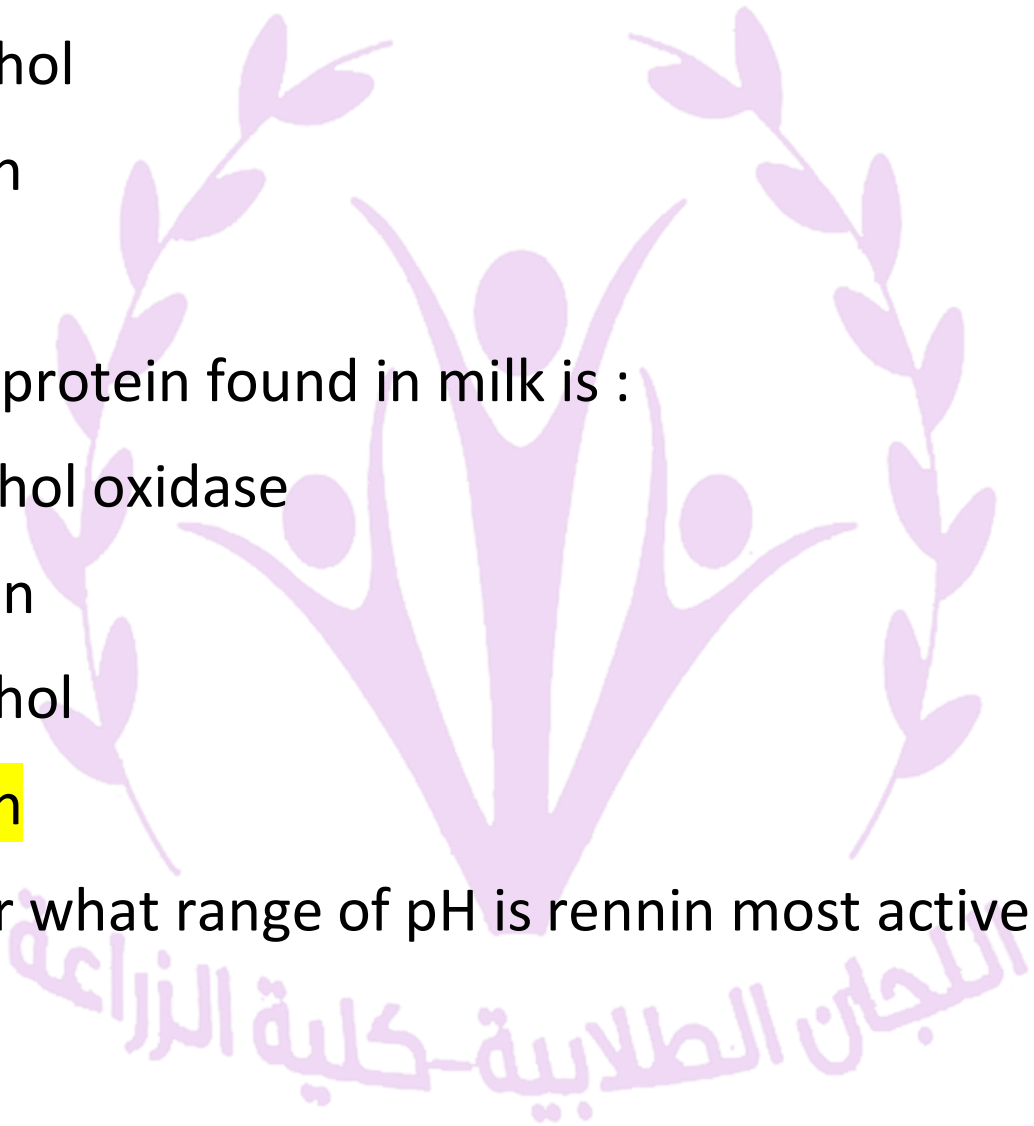 hol
n
protein found in milk is :
hol oxidase
n
hol
n
r what range of pH is rennin most active
اللجان الطلابية-كلية الزراعة